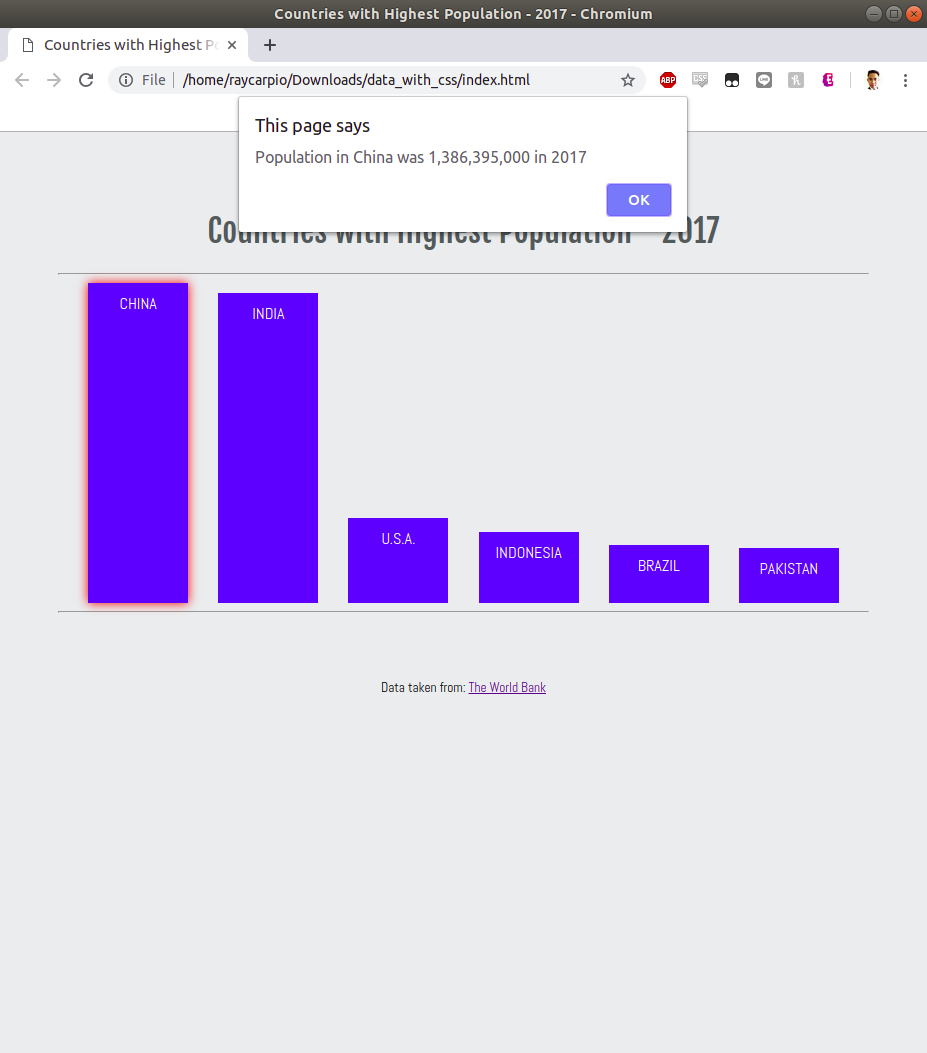 Countries with Highest Population - 2017 - Chromium
Countries with Highest Po
File | /home/raycarpio/Downloads/data_with_css/index.html
ABP
CSF
LINE
This page says
Population in China was 1,386,395,000 in 2017
OK
Countries with Highest Population - 2017
CHINA
INDIA
U.S.A.
INDONESIA
BRAZIL
PAKISTAN
Data taken from: The World Bank